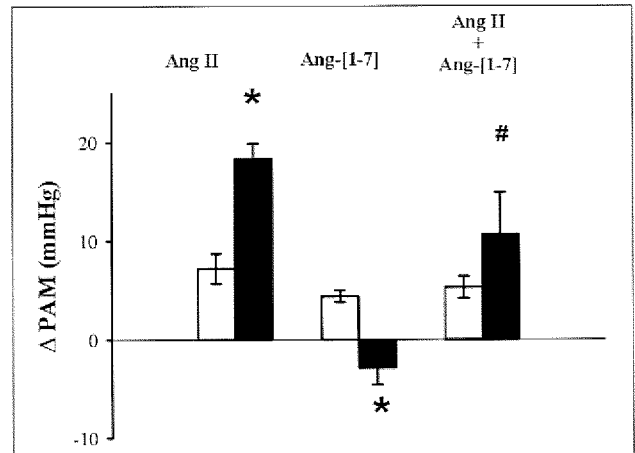 Ang II
Ang-[1-7]
Ang II
+
Ang-[1-7]
*
#
20
10
0
-10
Δ PAM (mmHg)
*